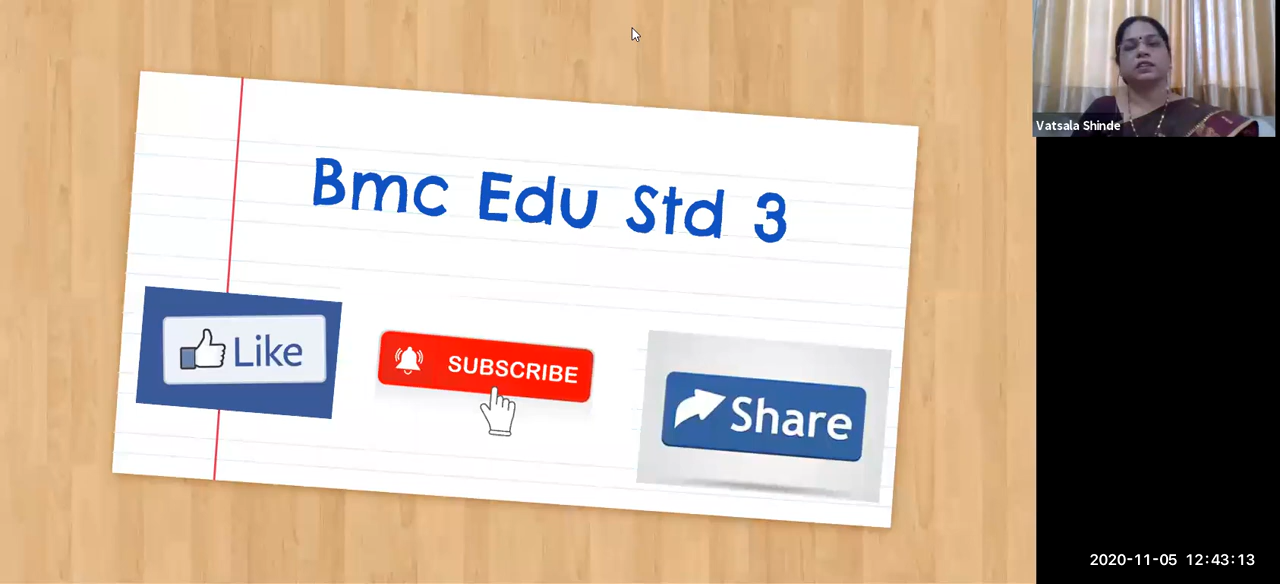 Vatsala Shinde
Bmc Edu Std 3
Like
SUBSCRIBE
Share
2020-11-05 12:43:13